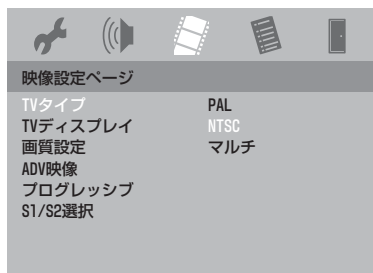 映像設定ページ
TVタイプ PAL
TVディスプレイ NTSC
画質設定 マルチ
ADV映像
プログレッシブ
S1/S2選択